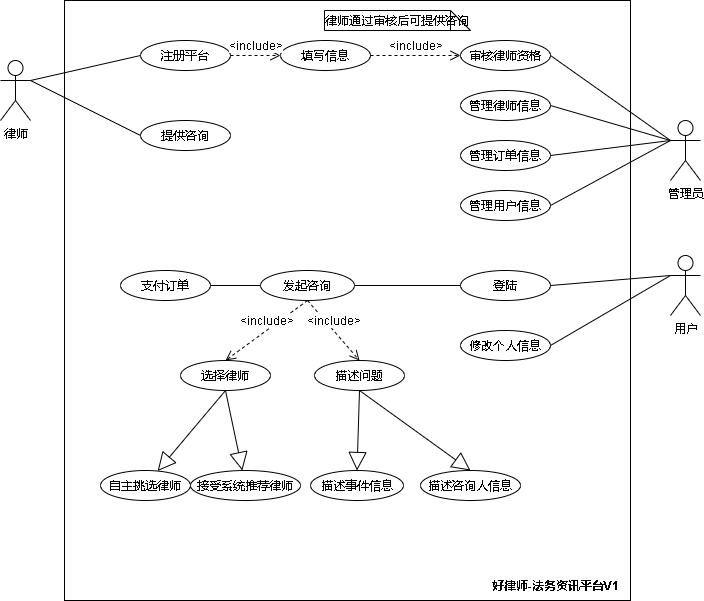 律师通过审核后可提供咨询
注册平台
<include>
填写信息
<include>
审核律师资格
律师
管理律师信息
提供咨询
管理订单信息
管理员
管理用户信息
支付订单
发起咨询
登陆
用户
<include>
<include>
修改个人信息
选择律师
描述问题
自主挑选律师
接受系统推荐律师
描述事件信息
描述咨询人信息
好律师-法务资讯平台V1